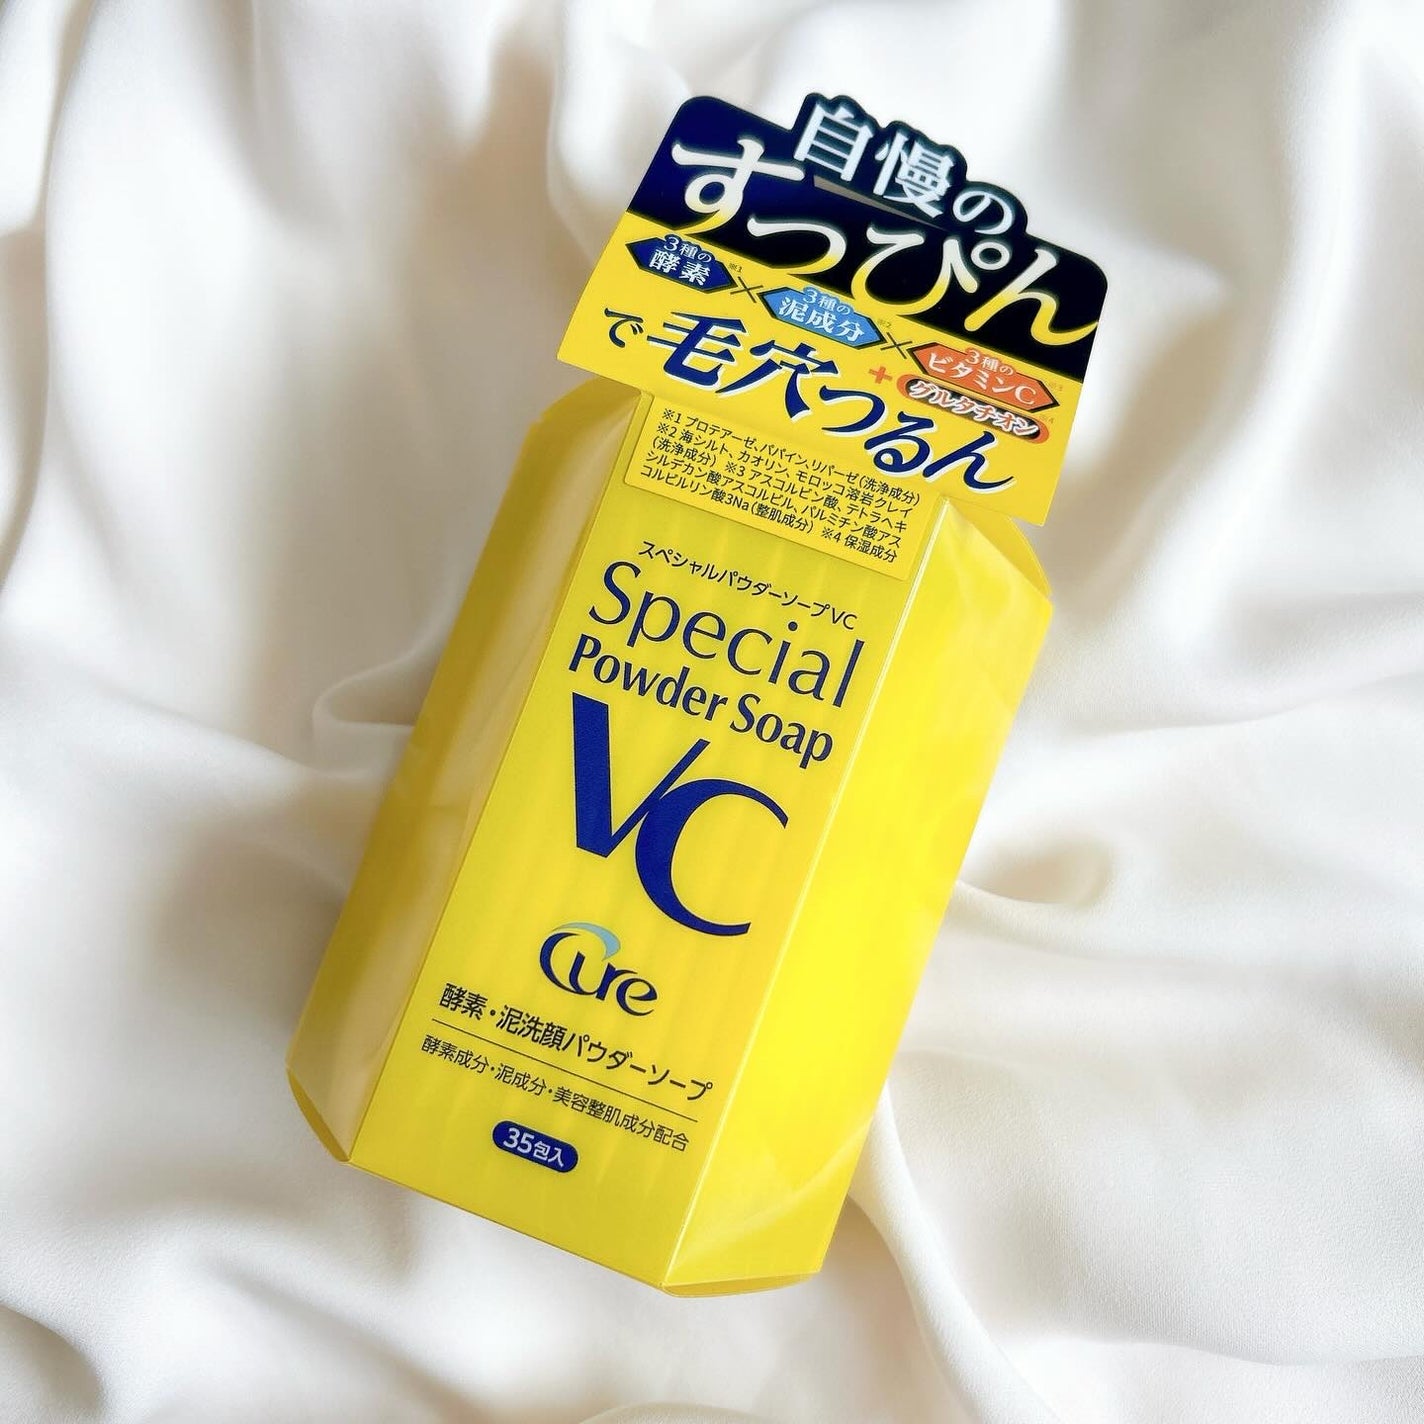 自慢の
すっぴん
3種の
酵素
※1
×
3種の
泥成分
※2
×
3種の
ビタミンC
※3
+
グルタチオン
※4
で毛穴つるん
※1 プロテアーゼ、パパイン、リパーゼ(洗浄成分)
※2 海シルト、カオリン、モロッコ溶岩クレイ
(洗浄成分) ※3 アスコルビン酸、テトラヘキ
シルデカン酸アスコルビル、パルミチン酸アス
コルビルリン酸3Na(整肌成分) ※4 保湿成分
スペシャルパウダーソープVC
Special
Powder Soap
VC
Cure
酵素・泥洗顔パウダーソープ
酵素成分・泥成分・美容整肌成分配合
35包入